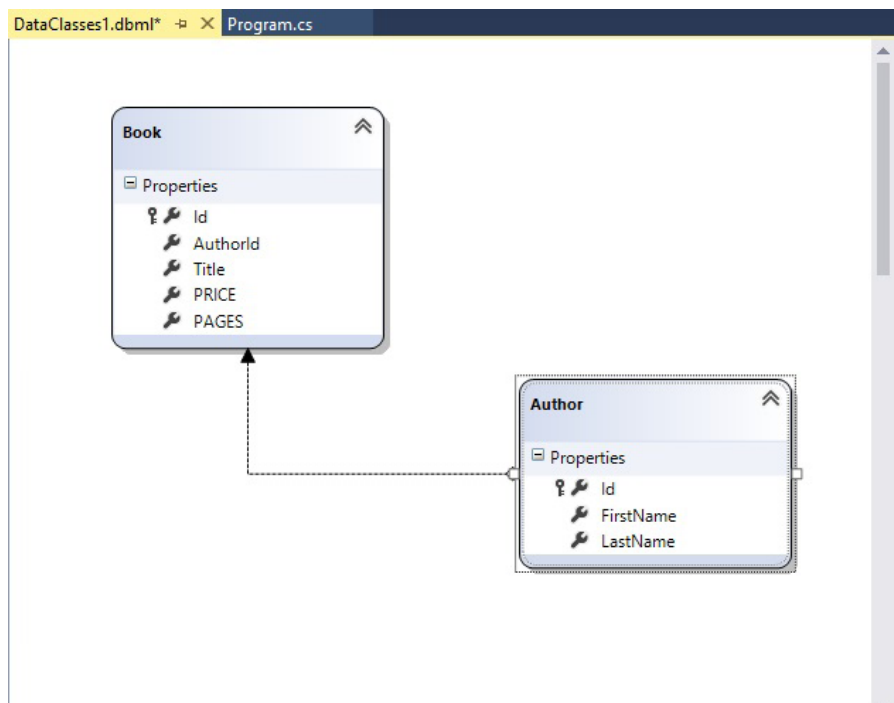 DataClasses1.dbml* Program.cs
Book
Properties
Id
AuthorId
Title
PRICE
PAGES
Author
Properties
Id
FirstName
LastName